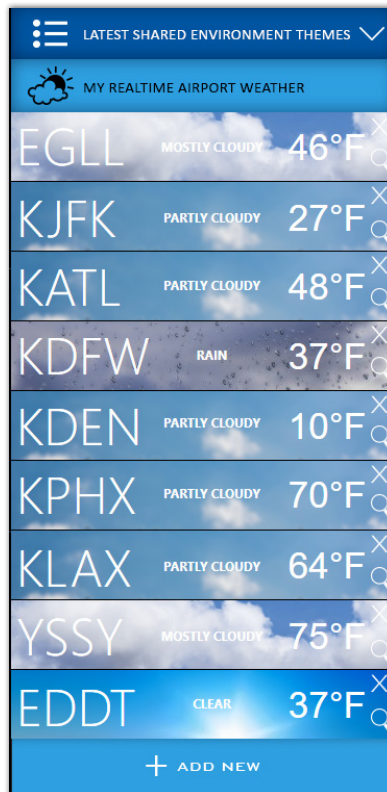 LATEST SHARED ENVIRONMENT THEMES
MY REALTIME AIRPORT WEATHER
EGLL MOSTLY CLOUDY 46°F
KJFK PARTLY CLOUDY 27°F
KATL PARTLY CLOUDY 48°F
KDFW RAIN 37°F
KDEN PARTLY CLOUDY 10°F
KPHX PARTLY CLOUDY 70°F
KLAX PARTLY CLOUDY 64°F
YSSY MOSTLY CLOUDY 75°F
EDDT CLEAR 37°F
+ ADD NEW